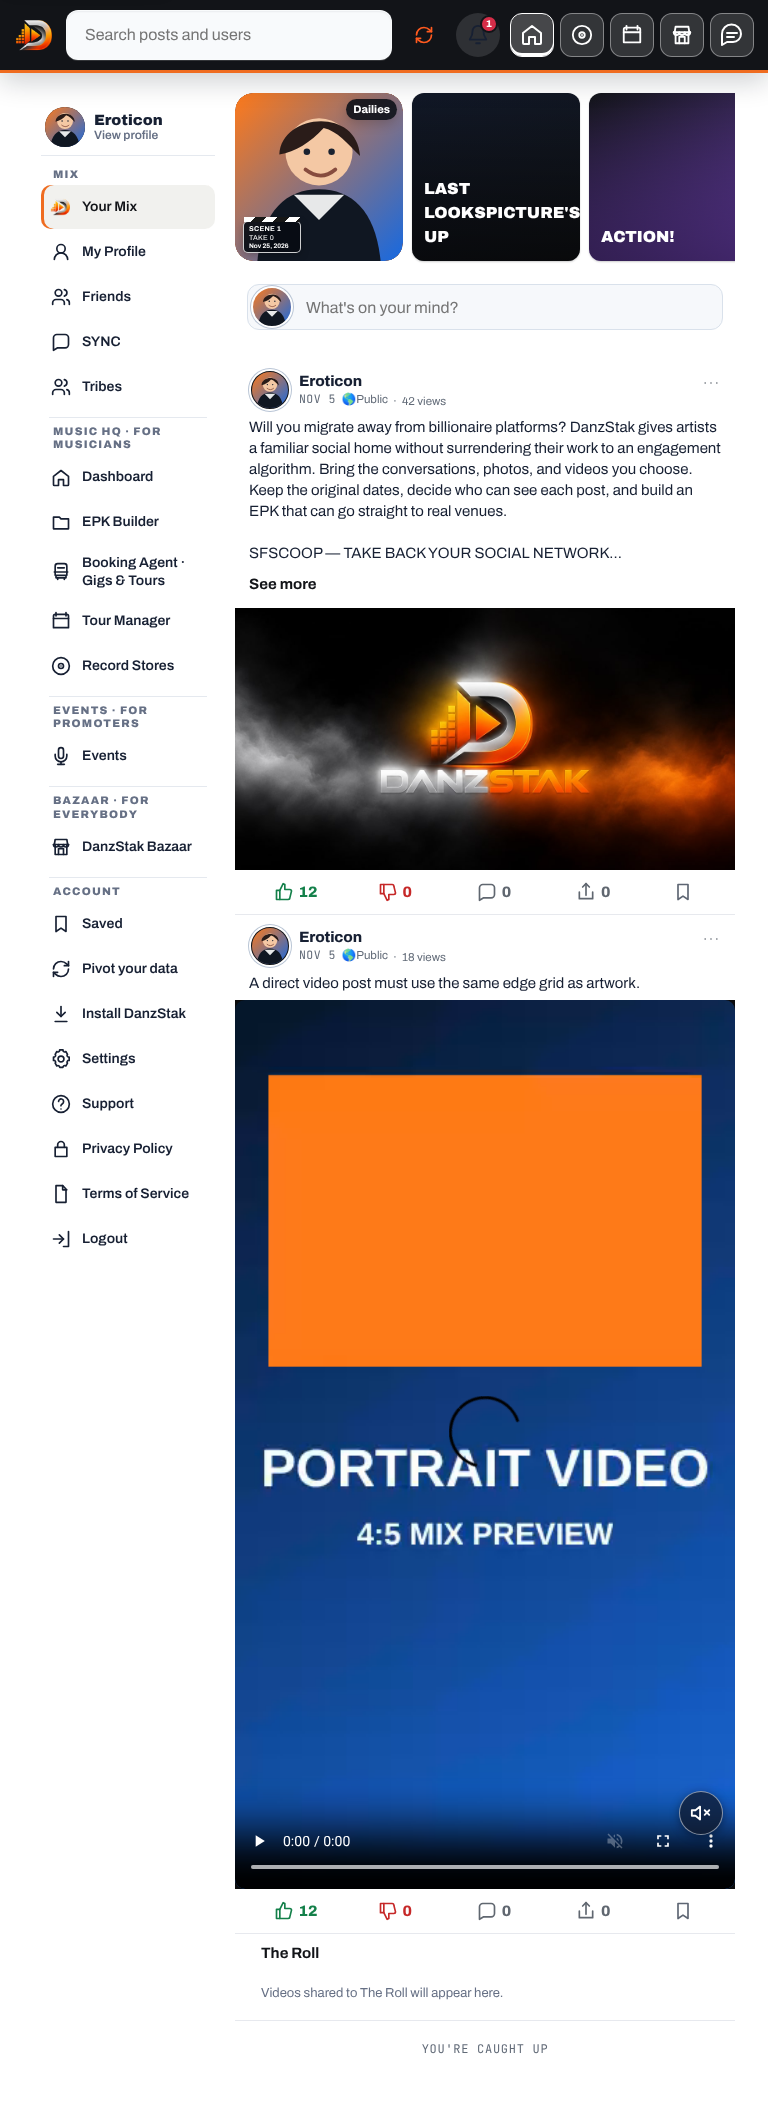 Search posts and users
1
Eroticon
View profile
MIX
Your Mix
My Profile
Friends
SYNC
Tribes
MUSIC HQ · FOR
MUSICIANS
Dashboard
EPK Builder
Booking Agent ·
Gigs & Tours
Tour Manager
Record Stores
EVENTS · FOR
PROMOTERS
Events
BAZAAR · FOR
EVERYBODY
DanzStak Bazaar
ACCOUNT
Saved
Pivot your data
Install DanzStak
Settings
Support
Privacy Policy
Terms of Service
Logout
Dailies
SCENE 1
TAKE 0
Nov 25, 2026
LAST
LOOKSPICTURE'S
UP
ACTION!
What's on your mind?
Eroticon
NOV 5 🌎Public · 42 views
Will you migrate away from billionaire platforms? DanzStak gives artists
a familiar social home without surrendering their work to an engagement
algorithm. Bring the conversations, photos, and videos you choose.
Keep the original dates, decide who can see each post, and build an
EPK that can go straight to real venues.
SFSCOOP — TAKE BACK YOUR SOCIAL NETWORK...
See more
DANZSTAK
12 0 0 0
Eroticon
NOV 5 🌎Public · 18 views
A direct video post must use the same edge grid as artwork.
PORTRAIT VIDEO
4:5 MIX PREVIEW
0:00 / 0:00
12 0 0 0
The Roll
Videos shared to The Roll will appear here.
YOU'RE CAUGHT UP